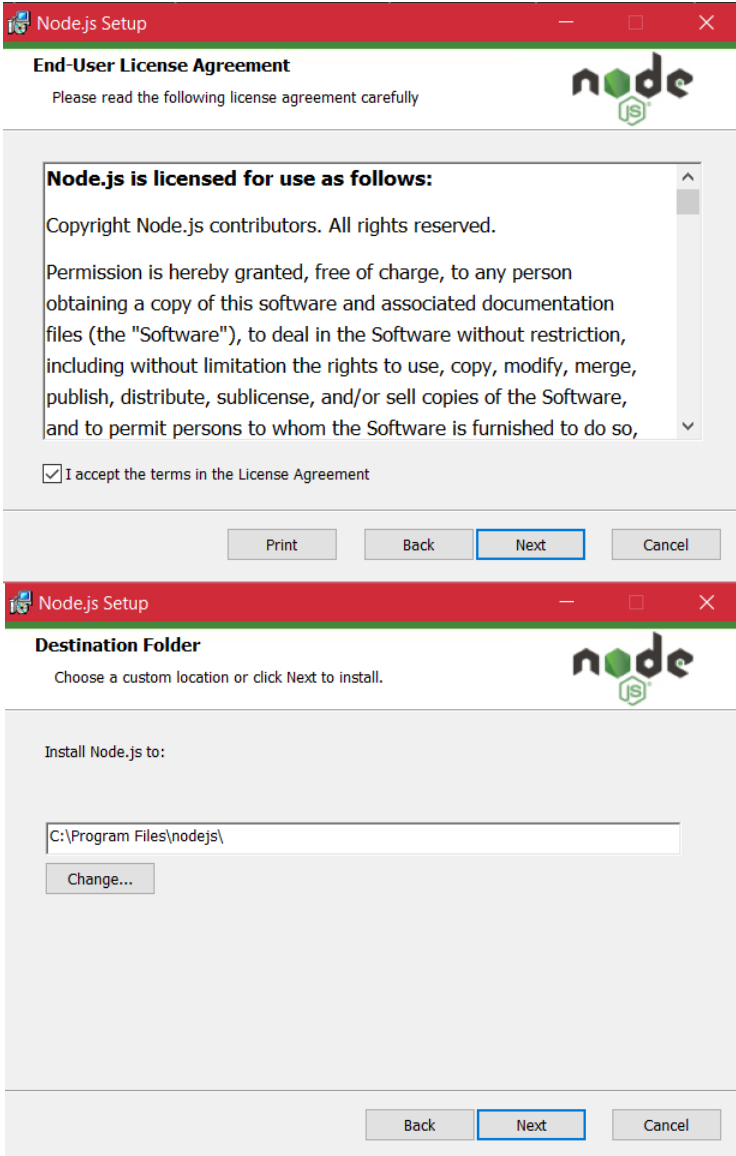 Node.js Setup
End-User License Agreement
Please read the following license agreement carefully
node
JS
Node.js is licensed for use as follows:
Copyright Node.js contributors. All rights reserved.
Permission is hereby granted, free of charge, to any person
obtaining a copy of this software and associated documentation
files (the "Software"), to deal in the Software without restriction,
including without limitation the rights to use, copy, modify, merge,
publish, distribute, sublicense, and/or sell copies of the Software,
and to permit persons to whom the Software is furnished to do so,
I accept the terms in the License Agreement
Print Back Next Cancel
Node.js Setup
Destination Folder
Choose a custom location or click Next to install.
node
JS
Install Node.js to:
C:\Program Files\nodejs\
Change...
Back Next Cancel